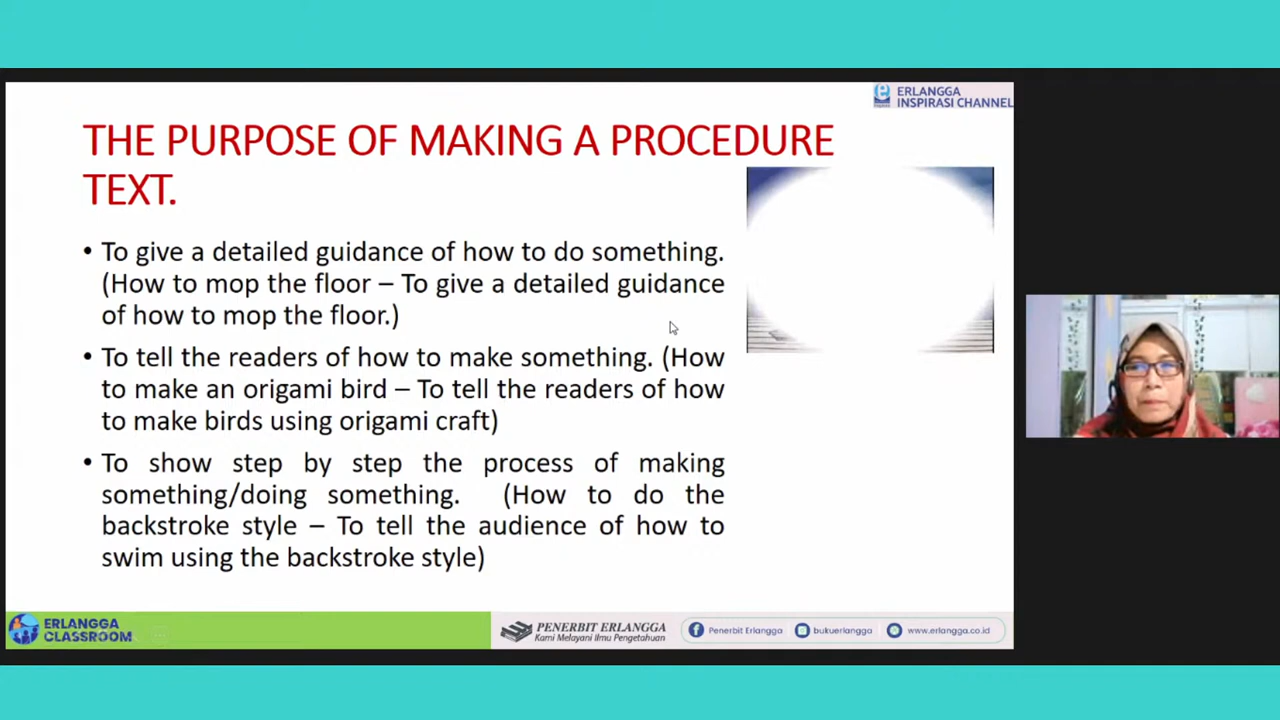 ERLANGGA
INSPIRASI CHANNEL
THE PURPOSE OF MAKING A PROCEDURE
TEXT.
• To give a detailed guidance of how to do something.
(How to mop the floor – To give a detailed guidance
of how to mop the floor.)
• To tell the readers of how to make something. (How
to make an origami bird – To tell the readers of how
to make birds using origami craft)
• To show step by step the process of making
something/doing something. (How to do the
backstroke style – To tell the audience of how to
swim using the backstroke style)
ERLANGGA
CLASSROOM
PENERBIT ERLANGGA
Kami Melayani Ilmu Pengetahuan
Penerbit Erlangga
bukuerlangga
www.erlangga.co.id